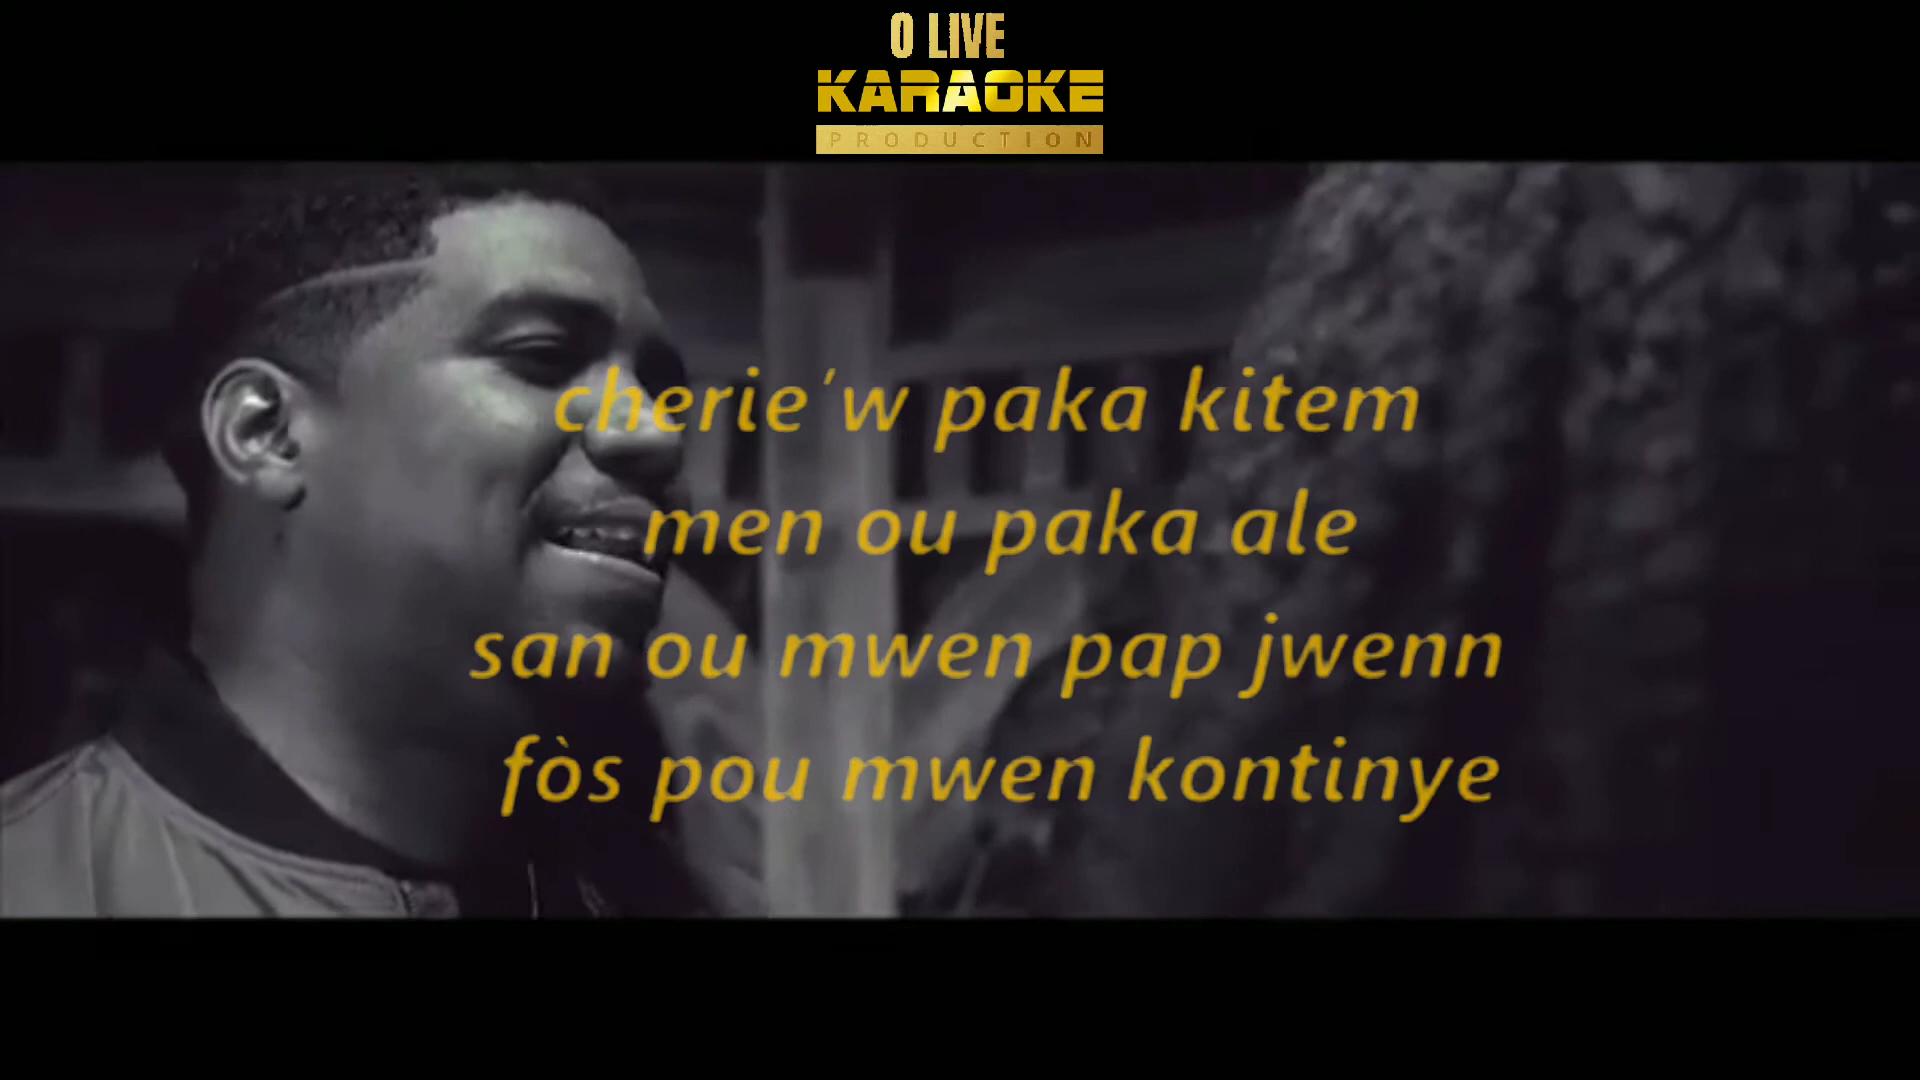 O LIVE
KARAOKE
PRODUCTION
cherie'w paka kitem
men ou paka ale
san ou mwen pap jwenn
fòs pou mwen kontinye